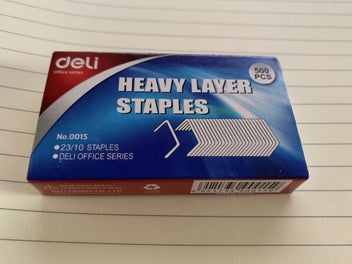 deli
office series
500
PCS
HEAVY LAYER
STAPLES
No.0015
23/10 STAPLES
DELI OFFICE SERIES